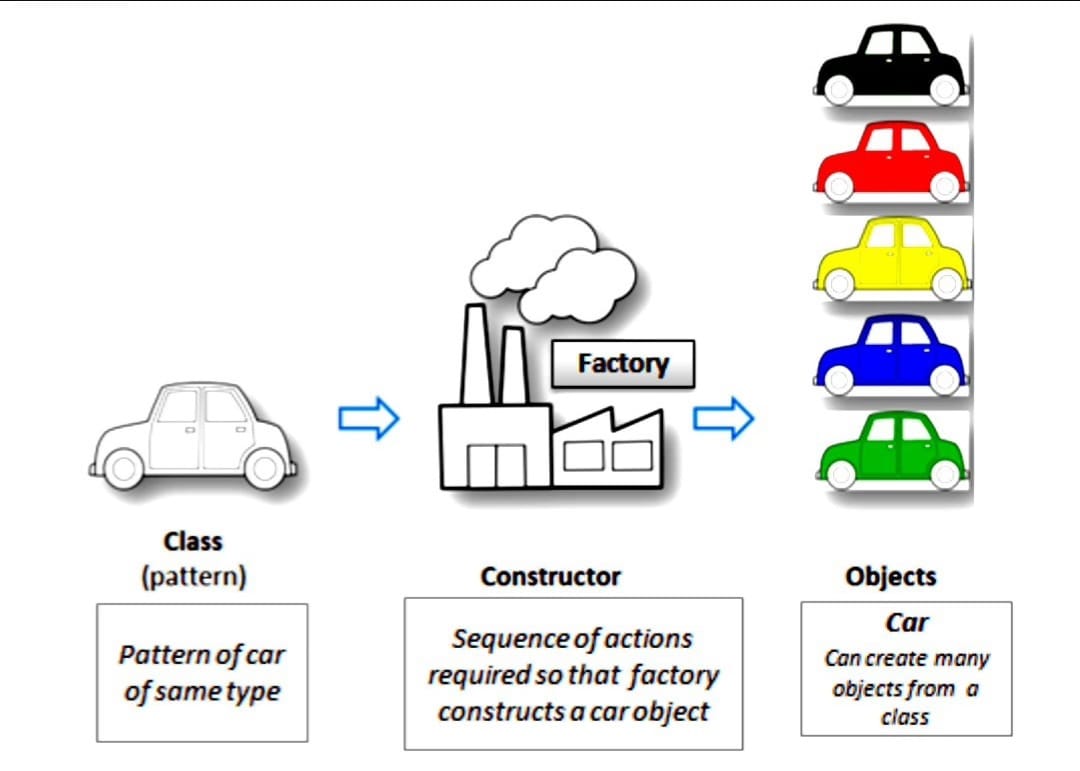 Factory
Class
(pattern)
Pattern of car
of same type
Constructor
Sequence of actions
required so that factory
constructs a car object
Objects
Car
Can create many
objects from a
class